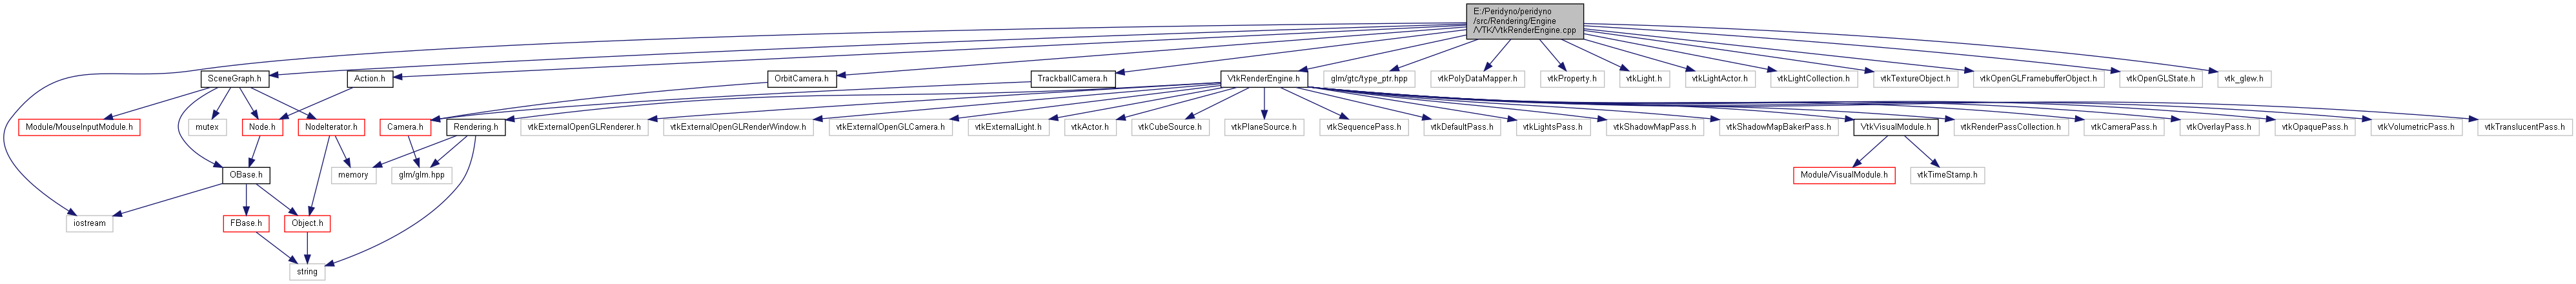 E:/Peridyno/peridyno
/src/Rendering/Engine
/VTK/VtkRenderEngine.cpp
SceneGraph.h
Action.h
OrbitCamera.h
TrackballCamera.h
VtkRenderEngine.h
glm/gtc/type_ptr.hpp
vtkPolyDataMapper.h
vtkProperty.h
vtkLight.h
vtkLightActor.h
vtkLightCollection.h
vtkTextureObject.h
vtkOpenGLFramebufferObject.h
vtkOpenGLState.h
vtk_glew.h
Module/MouseInputModule.h
mutex
Node.h
NodeIterator.h
Camera.h
Rendering.h
vtkExternalOpenGLRenderer.h
vtkExternalOpenGLRenderWindow.h
vtkExternalOpenGLCamera.h
vtkExternalLight.h
vtkActor.h
vtkCubeSource.h
vtkPlaneSource.h
vtkSequencePass.h
vtkDefaultPass.h
vtkLightsPass.h
vtkShadowMapPass.h
vtkShadowMapBakerPass.h
VtkVisualModule.h
vtkRenderPassCollection.h
vtkCameraPass.h
vtkOverlayPass.h
vtkOpaquePass.h
vtkVolumetricPass.h
vtkTranslucentPass.h
OBase.h
memory
glm/glm.hpp
Module/VisualModule.h
vtkTimeStamp.h
iostream
FBase.h
Object.h
string